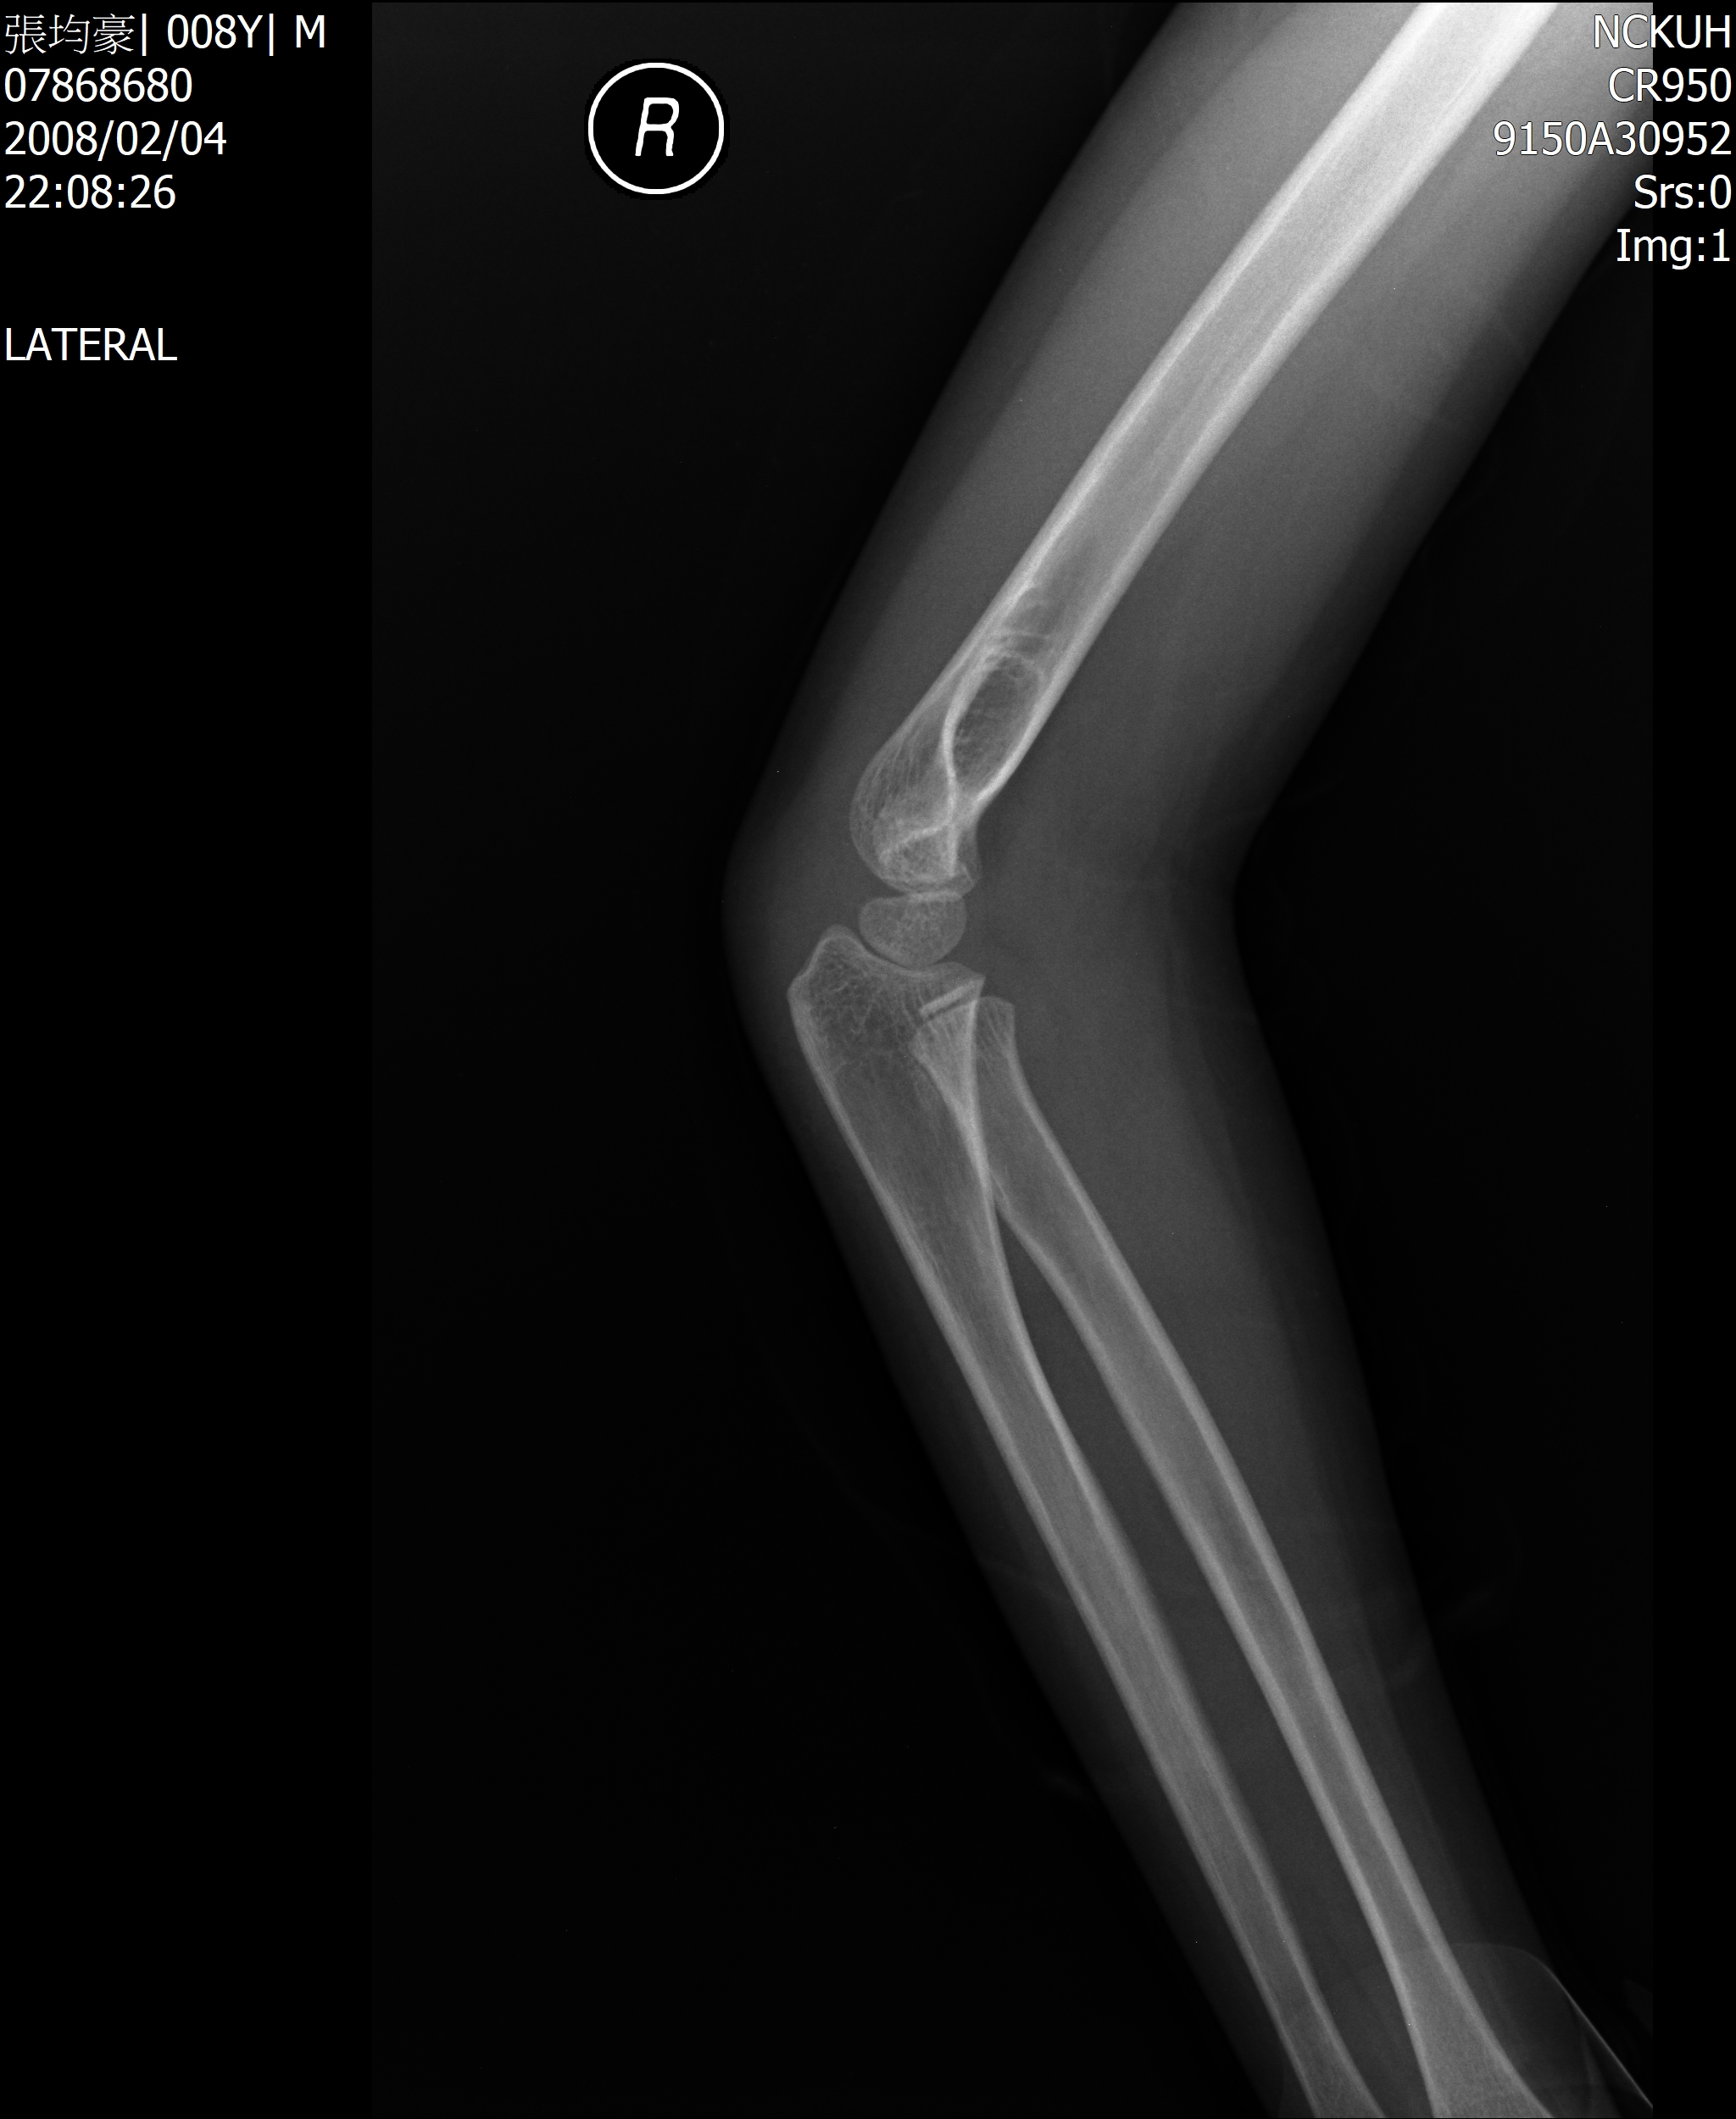 張均豪| 008Y| M
07868680
2008/02/04
22:08:26
LATERAL
R
NCKUH
CR950
9150A30952
Srs:0
Img:1